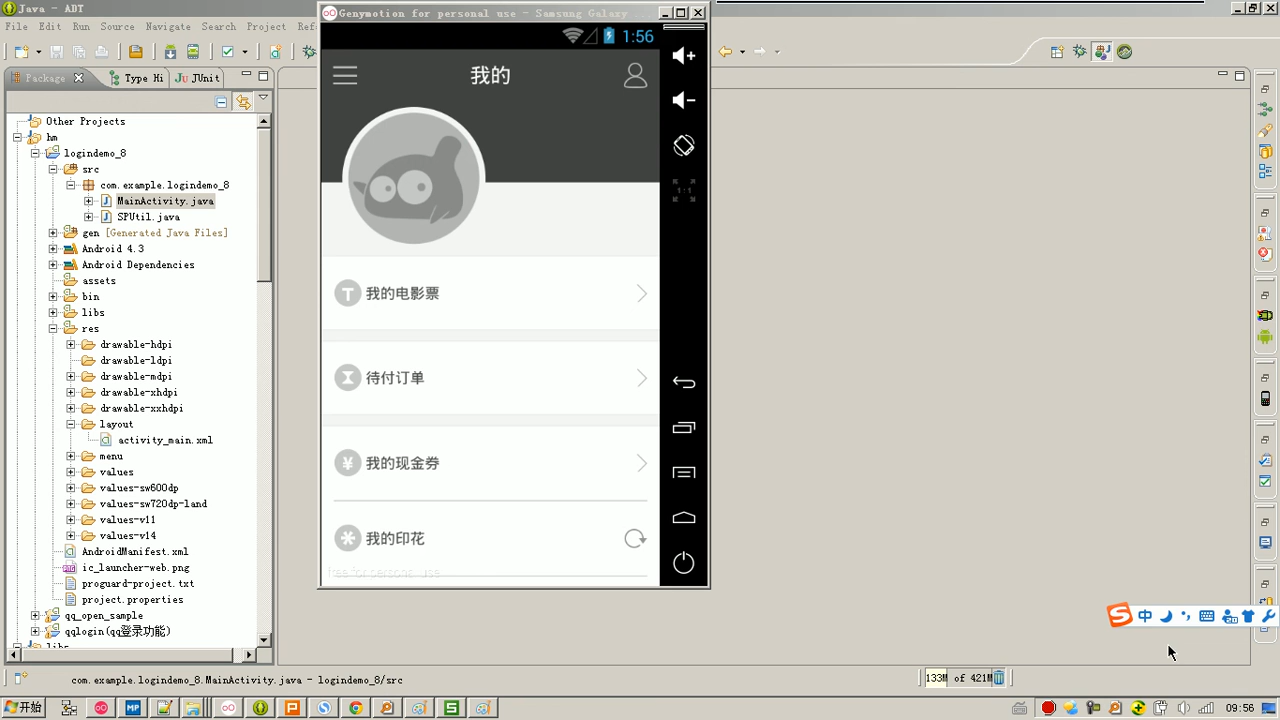 Java - ADT
File Edit Run Source Navigate Search Project Ref
Package
Type Hi
JUnit
Other Projects
hm
logindemo_8
src
com.example.logindemo_8
MainActivity.java
SPUtil.java
gen [Generated Java Files]
Android 4.3
Android Dependencies
assets
bin
libs
res
drawable-hdpi
drawable-ldpi
drawable-mdpi
drawable-xhdpi
drawable-xxhdpi
layout
activity_main.xml
menu
values
values-sw600dp
values-sw720dp-land
values-v11
values-v14
AndroidManifest.xml
ic_launcher-web.png
proguard-project.txt
project.properties
qq_open_sample
qqlogin(qq登录功能)
Genymotion for personal use - Samsung Galaxy ...
1:56
我的
T 我的电影票
待付订单
¥ 我的现金券
我的印花
free for personal use
1:1
S 中
com.example.logindemo_8.MainActivity.java - logindemo_8/src
133M of 421M
开始
MP
P
S
09:56